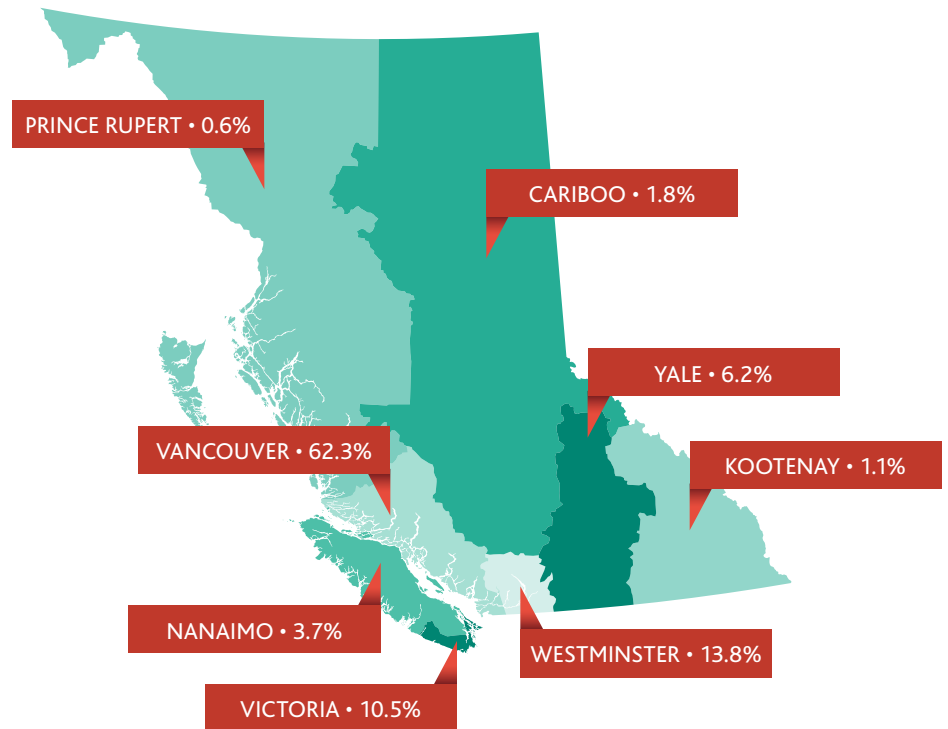 PRINCE RUPERT • 0.6%
CARIBOO • 1.8%
YALE • 6.2%
VANCOUVER • 62.3%
KOOTENAY • 1.1%
NANAIMO • 3.7%
WESTMINSTER • 13.8%
VICTORIA • 10.5%